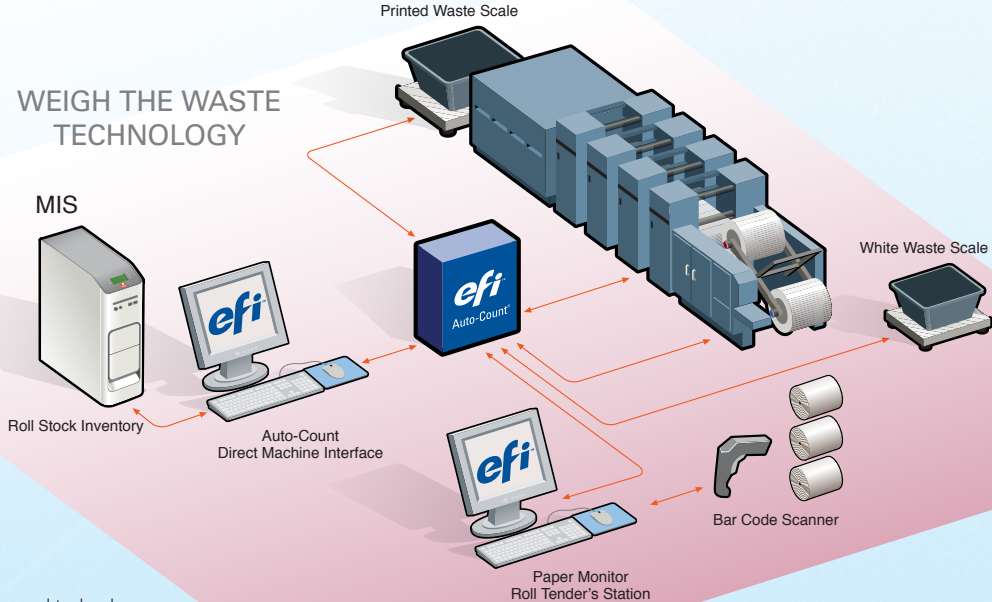 Printed Waste Scale
WEIGH THE WASTE
TECHNOLOGY
MIS
White Waste Scale
efi
Auto-Count®
efi
Roll Stock Inventory
Auto-Count
Direct Machine Interface
efi
Bar Code Scanner
Paper Monitor
Roll Tender's Station